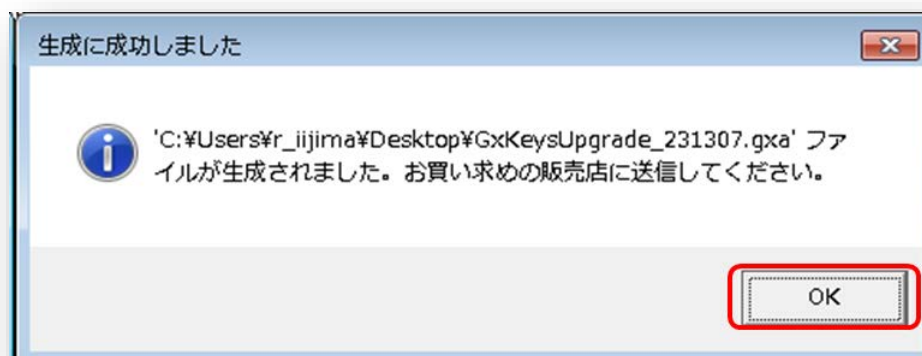 生成に成功しました
'C:¥Users¥r_iijima¥Desktop¥GxKeysUpgrade_231307.gxa' ファ
イルが生成されました。お買い求めの販売店に送信してください。
OK